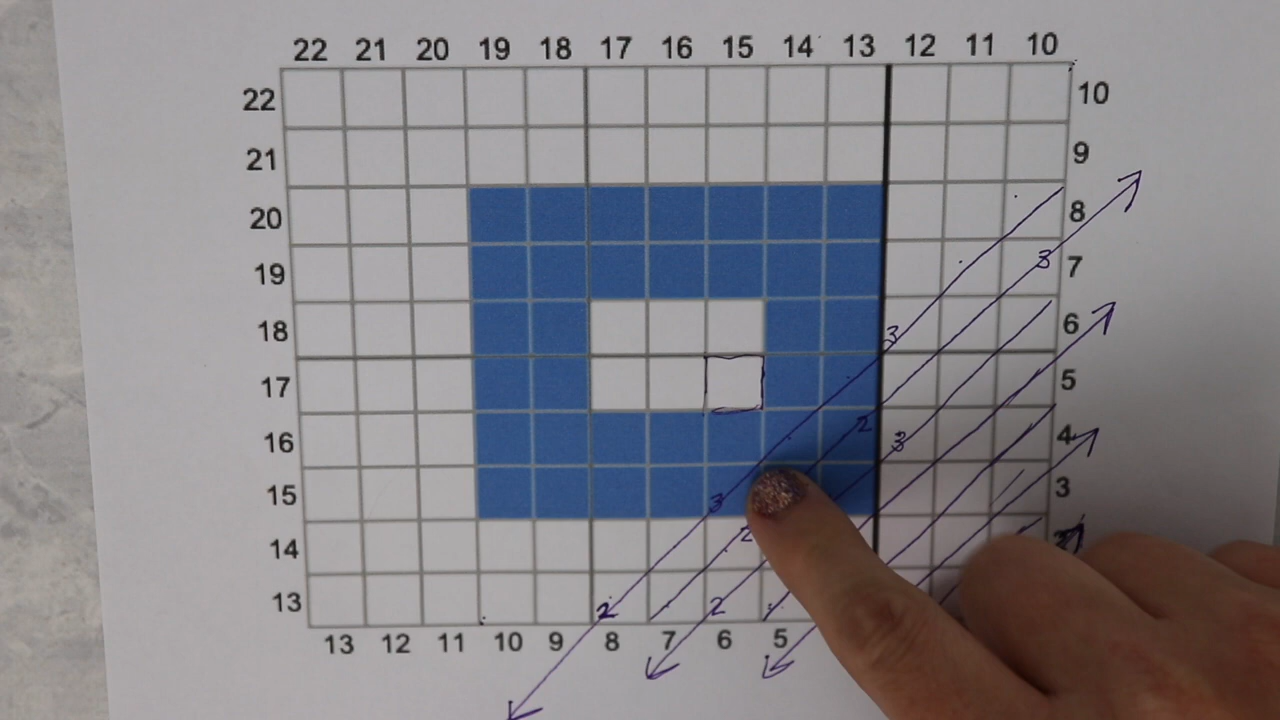 22 21 20 19 18 17 16 15 14 13 12 11 10
22 10
21 9
20 8
19 3 7
18 3 6
17 5
16 2 3 4
15 3 3
14 2
13 2 2
13 12 11 10 9 8 7 6 5